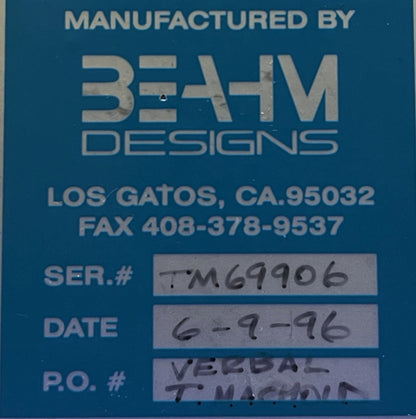 MANUFACTURED BY
BEAHM
DESIGNS
LOS GATOS, CA.95032
FAX 408-378-9537
SER.# TM69906
DATE 6-9-96
P.O. # VERBAL
T.